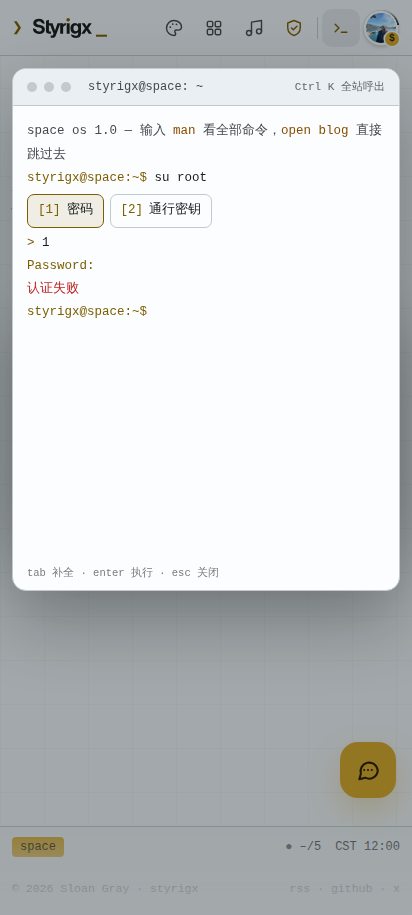 ❯ Styrigx _
$
styrigx@space: ~ Ctrl K 全站呼出
space os 1.0 — 输入 man 看全部命令，open blog 直接
跳过去
styrigx@space:~$ su root
[1] 密码 [2] 通行密钥
> 1
Password:
认证失败
styrigx@space:~$
tab 补全 · enter 执行 · esc 关闭
space ● −/5 CST 12:00
© 2026 Sloan Gray · styrigx rss · github · x